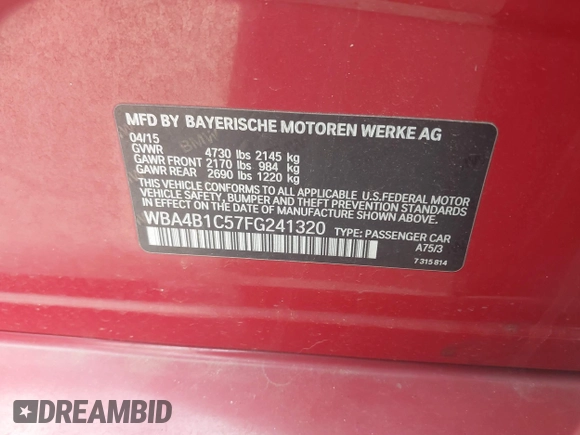 MFD BY BAYERISCHE MOTOREN WERKE AG
04/15
GVWR 4730 lbs 2145 kg
GAWR FRONT 2170 lbs 984 kg
GAWR REAR 2690 lbs 1220 kg
THIS VEHICLE CONFORMS TO ALL APPLICABLE U.S.FEDERAL MOTOR
VEHICLE SAFETY, BUMPER AND THEFT PREVENTION STANDARDS IN
EFFECT ON THE DATE OF MANUFACTURE SHOWN ABOVE.
WBA4B1C57FG241320 TYPE: PASSENGER CAR
A75/3
7 315 814
DREAMBID